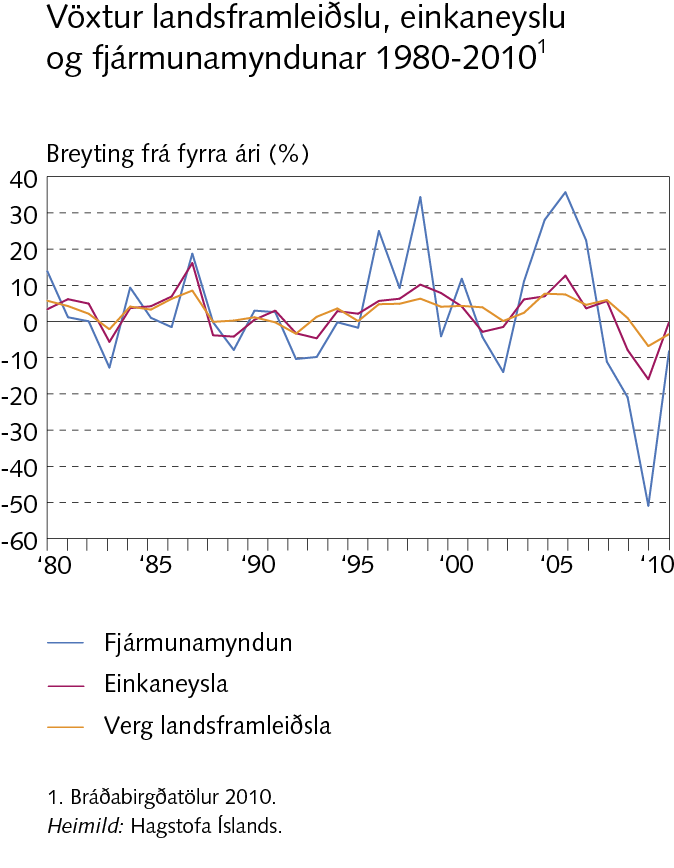 Vöxtur landsframleiðslu, einkaneyslu
og fjármunamyndunar 1980-2010¹
Breyting frá fyrra ári (%)
40
30
20
10
0
-10
-20
-30
-40
-50
-60
‘80 ‘85 ‘90 ‘95 ‘00 ‘05 ‘10
Fjármunamyndun
Einkaneysla
Verg landsframleiðsla
1. Bráðabirgðatölur 2010.
Heimild: Hagstofa Íslands.